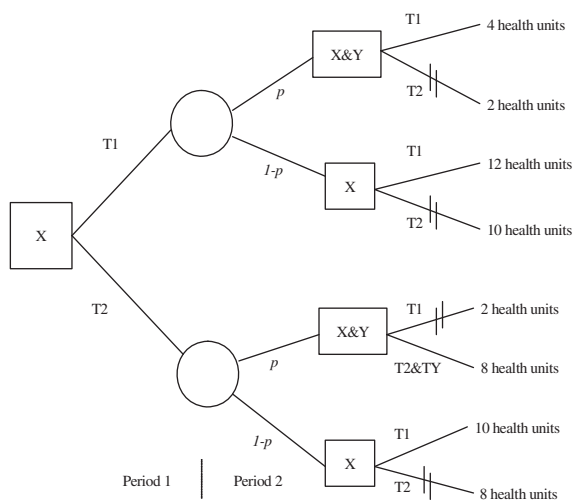 T1
4 health units
X&Y
p
T2
2 health units
T1
T1
12 health units
1-p
X
T2
10 health units
X
T2
T1
2 health units
X&Y
p
T2&TY
8 health units
1-p
T1
10 health units
X
T2
8 health units
Period 1
Period 2